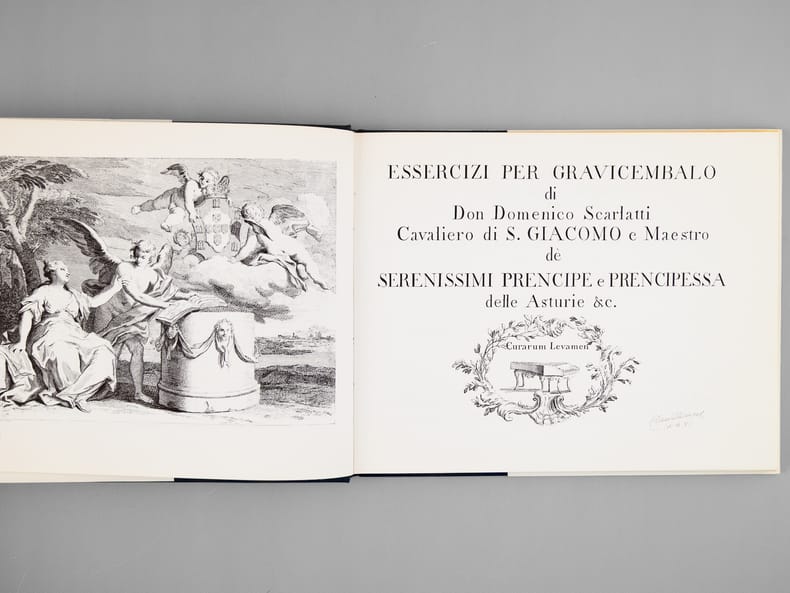 ESSERCIZI PER GRAVICEMBALO
di
Don Domenico Scarlatti
Cavaliero di S. GIACOMO e Maestro
dè
SERENISSIMI PRENCIPE e PRENCIPESSA
delle Asturie &c.
Curarum Levamen